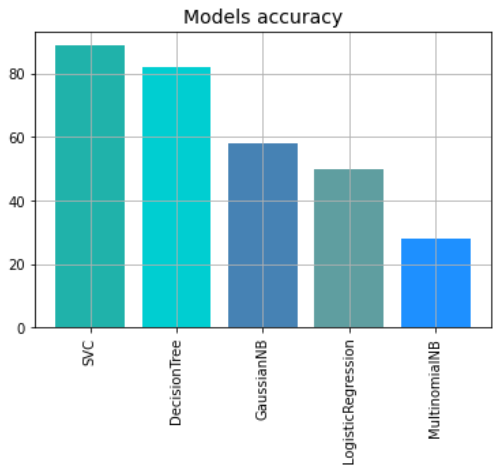 Models accuracy
80
60
40
20
0
SVC
DecisionTree
GaussianNB
LogisticRegression
MultinomialNB